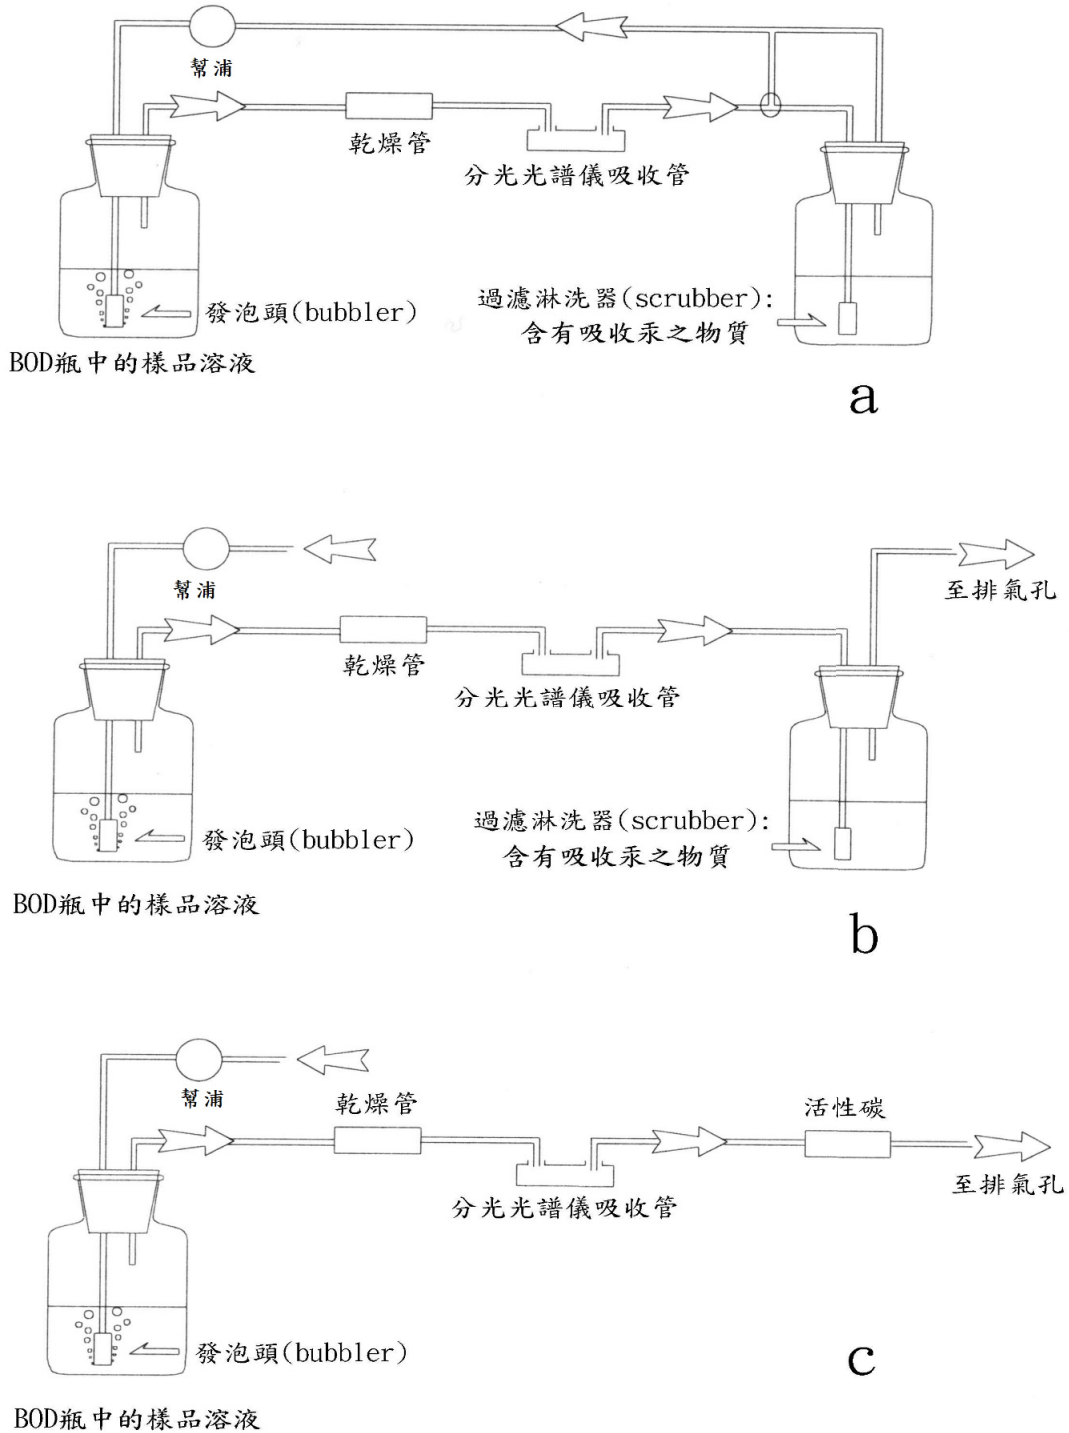 幫浦
乾燥管
分光光譜儀吸收管
發泡頭(bubbler)
過濾淋洗器(scrubber):
含有吸收汞之物質
BOD瓶中的樣品溶液
a
幫浦
至排氣孔
乾燥管
分光光譜儀吸收管
發泡頭(bubbler)
過濾淋洗器(scrubber):
含有吸收汞之物質
BOD瓶中的樣品溶液
b
幫浦
乾燥管
活性碳
至排氣孔
分光光譜儀吸收管
發泡頭(bubbler)
c
BOD瓶中的樣品溶液